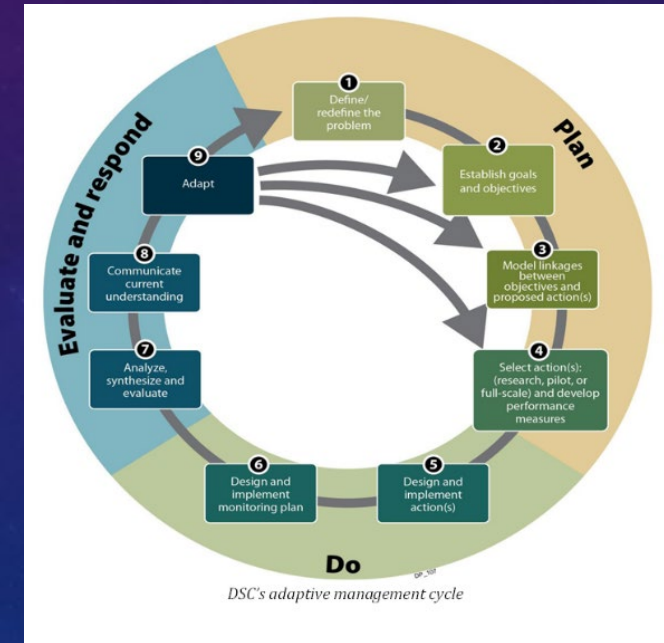 1
Define/
redefine the
problem
Plan
2
Establish goals
and objectives
3
Model linkages
between
objectives and
proposed action(s)
4
Select action(s):
(research, pilot, or
full-scale) and develop
performance
measures
5
Design and
implement
action(s)
6
Design and
implement
monitoring plan
Do
7
Analyze,
synthesize and
evaluate
8
Communicate
current
understanding
9
Adapt
Evaluate and respond
DP_107
DSC's adaptive management cycle